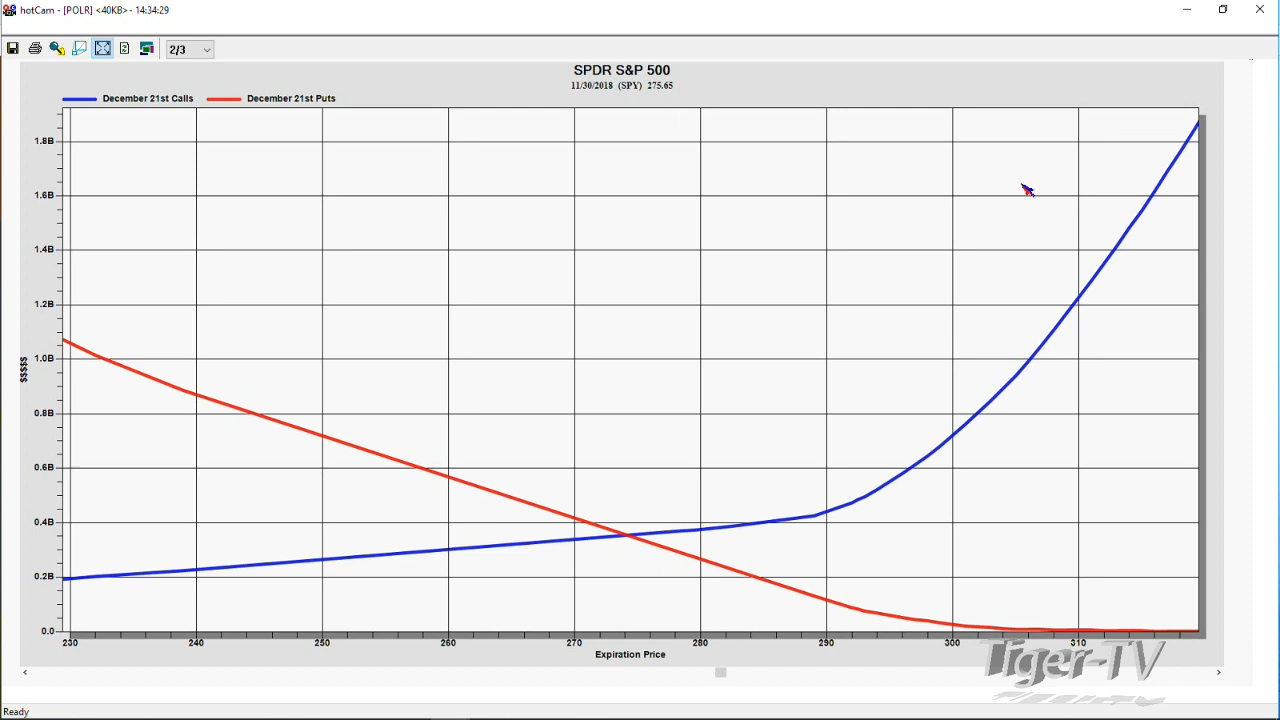 hotCam - [POLR] <40KB> - 14:34:29
2/3
SPDR S&P 500
11/30/2018 (SPY) 275.65
December 21st Calls December 21st Puts
1.8B
1.6B
1.4B
1.2B
1.0B
$$$$$
0.8B
0.6B
0.4B
0.2B
0.0
230 240 250 260 270 280 290 300 310
Expiration Price
Tiger-TV
Ready